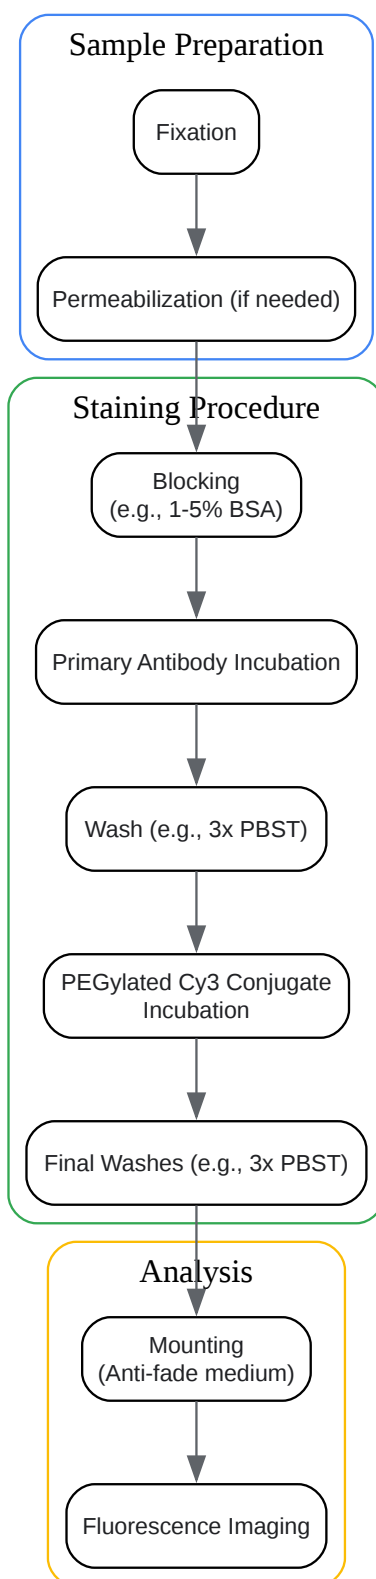 Sample Preparation
Fixation
Permeabilization (if needed)
Staining Procedure
Blocking
(e.g., 1-5% BSA)
Primary Antibody Incubation
Wash (e.g., 3x PBST)
PEGylated Cy3 Conjugate
Incubation
Final Washes (e.g., 3x PBST)
Analysis
Mounting
(Anti-fade medium)
Fluorescence Imaging